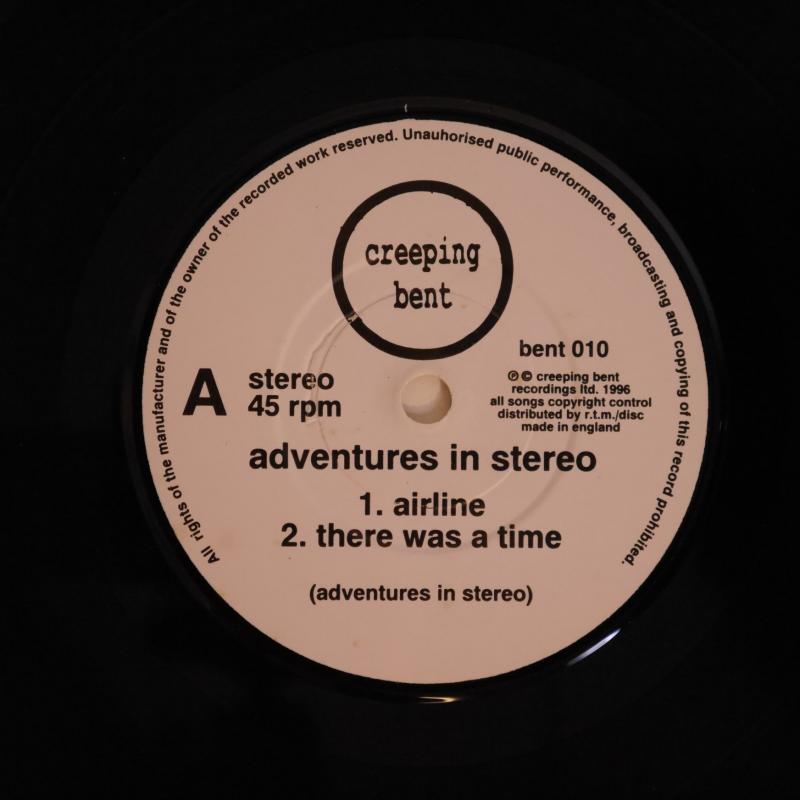 All rights of the manufacturer and of the owner of the recorded work reserved. Unauhorised public performance, broadcasting and copying of this record prohibited.
creeping
bent
bent 010
A
stereo
45 rpm
℗ © creeping bent
recordings ltd. 1996
all songs copyright control
distributed by r.t.m./disc
made in england
adventures in stereo
1. airline
2. there was a time
(adventures in stereo)